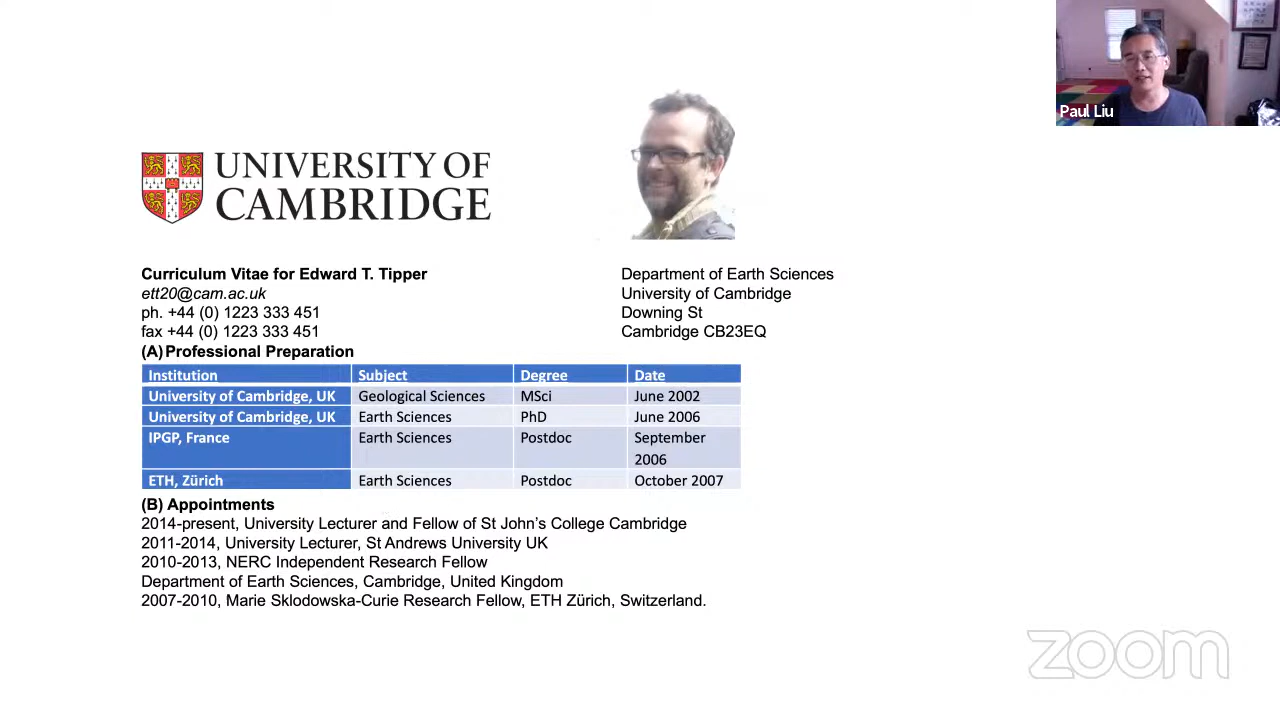 Paul Liu
UNIVERSITY OF
CAMBRIDGE
Curriculum Vitae for Edward T. Tipper
ett20@cam.ac.uk
ph. +44 (0) 1223 333 451
fax +44 (0) 1223 333 451
Department of Earth Sciences
University of Cambridge
Downing St
Cambridge CB23EQ
(A) Professional Preparation
Institution Subject Degree Date
University of Cambridge, UK Geological Sciences MSci June 2002
University of Cambridge, UK Earth Sciences PhD June 2006
IPGP, France Earth Sciences Postdoc September
2006
ETH, Zürich Earth Sciences Postdoc October 2007
(B) Appointments
2014-present, University Lecturer and Fellow of St John’s College Cambridge
2011-2014, University Lecturer, St Andrews University UK
2010-2013, NERC Independent Research Fellow
Department of Earth Sciences, Cambridge, United Kingdom
2007-2010, Marie Sklodowska-Curie Research Fellow, ETH Zürich, Switzerland.
zoom